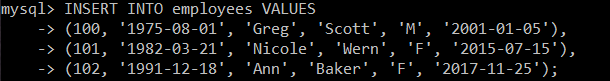 mysql> INSERT INTO employees VALUES
    -> (100, '1975-08-01', 'Greg', 'Scott', 'M', '2001-01-05'),
    -> (101, '1982-03-21', 'Nicole', 'Wern', 'F', '2015-07-15'),
    -> (102, '1991-12-18', 'Ann', 'Baker', 'F', '2017-11-25');